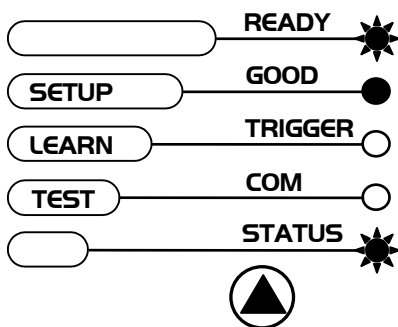 READY
SETUP GOOD
LEARN TRIGGER
TEST COM
STATUS